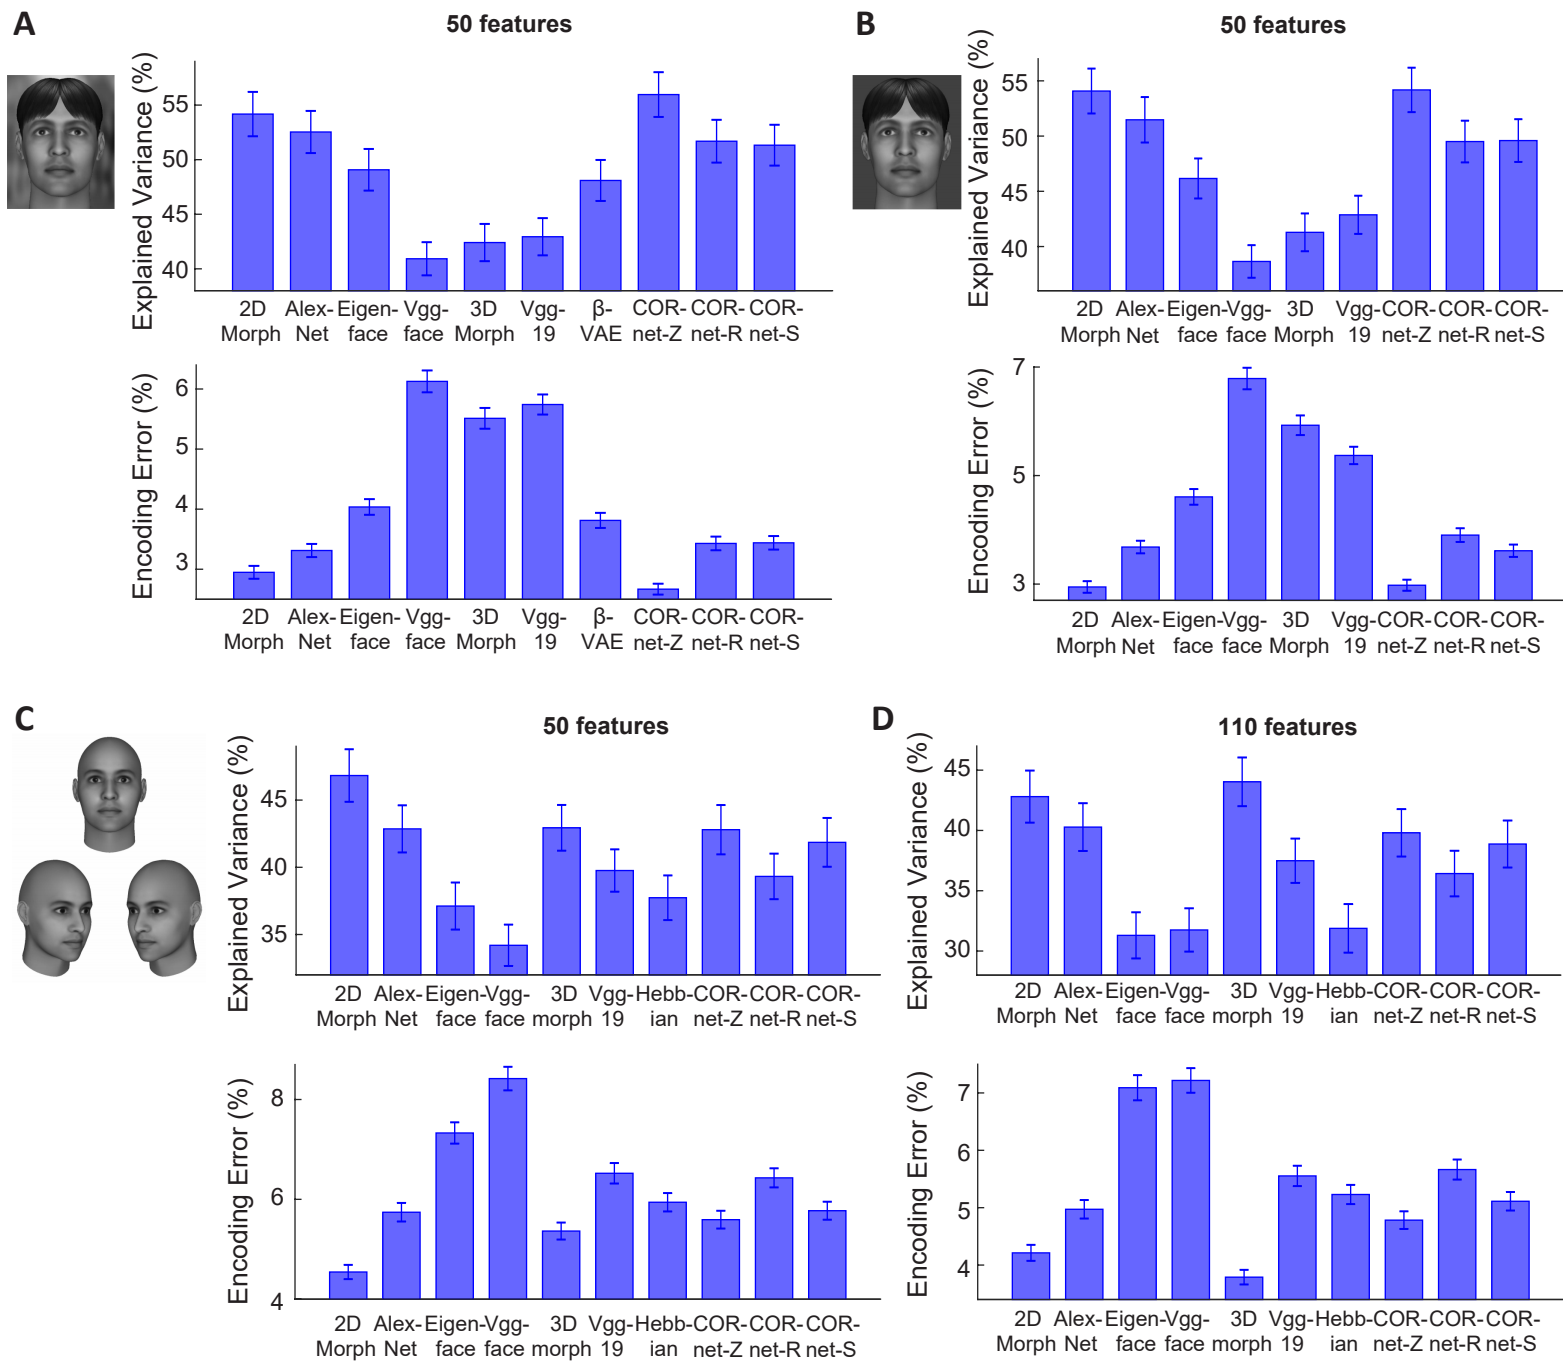 A
50 features
Explained Variance (%)
55
50
45
40
2D Alex- Eigen- Vgg- 3D Vgg- β- COR- COR- COR-
Morph Net face face Morph 19 VAE net-Z net-R net-S
Encoding Error (%)
6
5
4
3
2D Alex- Eigen- Vgg- 3D Vgg- β- COR- COR- COR-
Morph Net face face Morph 19 VAE net-Z net-R net-S
B
50 features
Explained Variance (%)
55
50
45
40
2D Alex- Eigen- Vgg- 3D Vgg- COR- COR- COR-
Morph Net face face Morph 19 net-Z net-R net-S
Encoding Error (%)
7
5
3
2D Alex- Eigen- Vgg- 3D Vgg- COR- COR- COR-
Morph Net face face Morph 19 net-Z net-R net-S
C
50 features
Explained Variance (%)
45
40
35
2D Alex- Eigen- Vgg- 3D Vgg- Hebb- COR- COR- COR-
Morph Net face face morph 19 ian net-Z net-R net-S
Encoding Error (%)
8
6
4
2D Alex- Eigen- Vgg- 3D Vgg- Hebb- COR- COR- COR-
Morph Net face face morph 19 ian net-Z net-R net-S
D
110 features
Explained Variance (%)
45
40
35
30
2D Alex- Eigen- Vgg- 3D Vgg- Hebb- COR- COR- COR-
Morph Net face face morph 19 ian net-Z net-R net-S
Encoding Error (%)
7
6
5
4
2D Alex- Eigen- Vgg- 3D Vgg- Hebb- COR- COR- COR-
Morph Net face face morph 19 ian net-Z net-R net-S